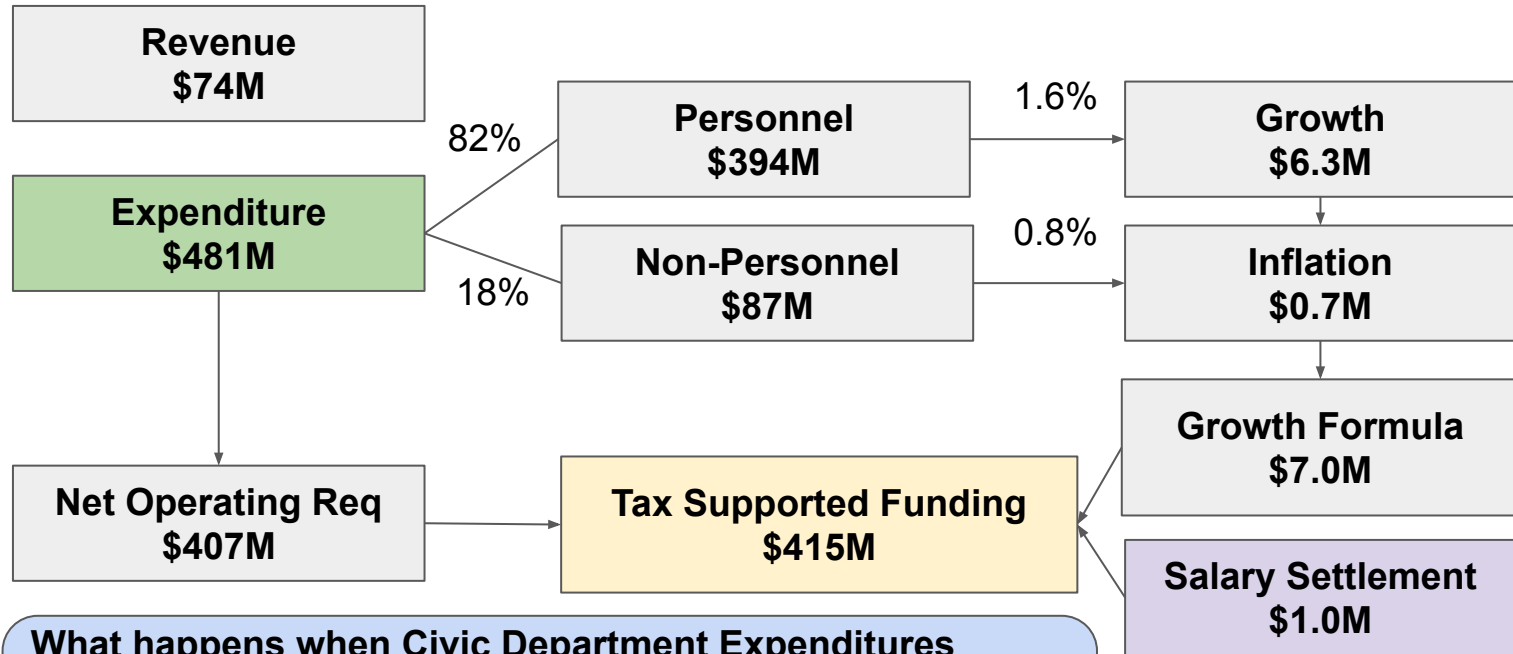 Revenue
$74M
Expenditure
$481M
82%
18%
Personnel
$394M
Non-Personnel
$87M
1.6%
0.8%
Growth
$6.3M
Inflation
$0.7M
Growth Formula
$7.0M
Net Operating Req
$407M
Tax Supported Funding
$415M
Salary Settlement
$1.0M
What happens when Civic Department Expenditures